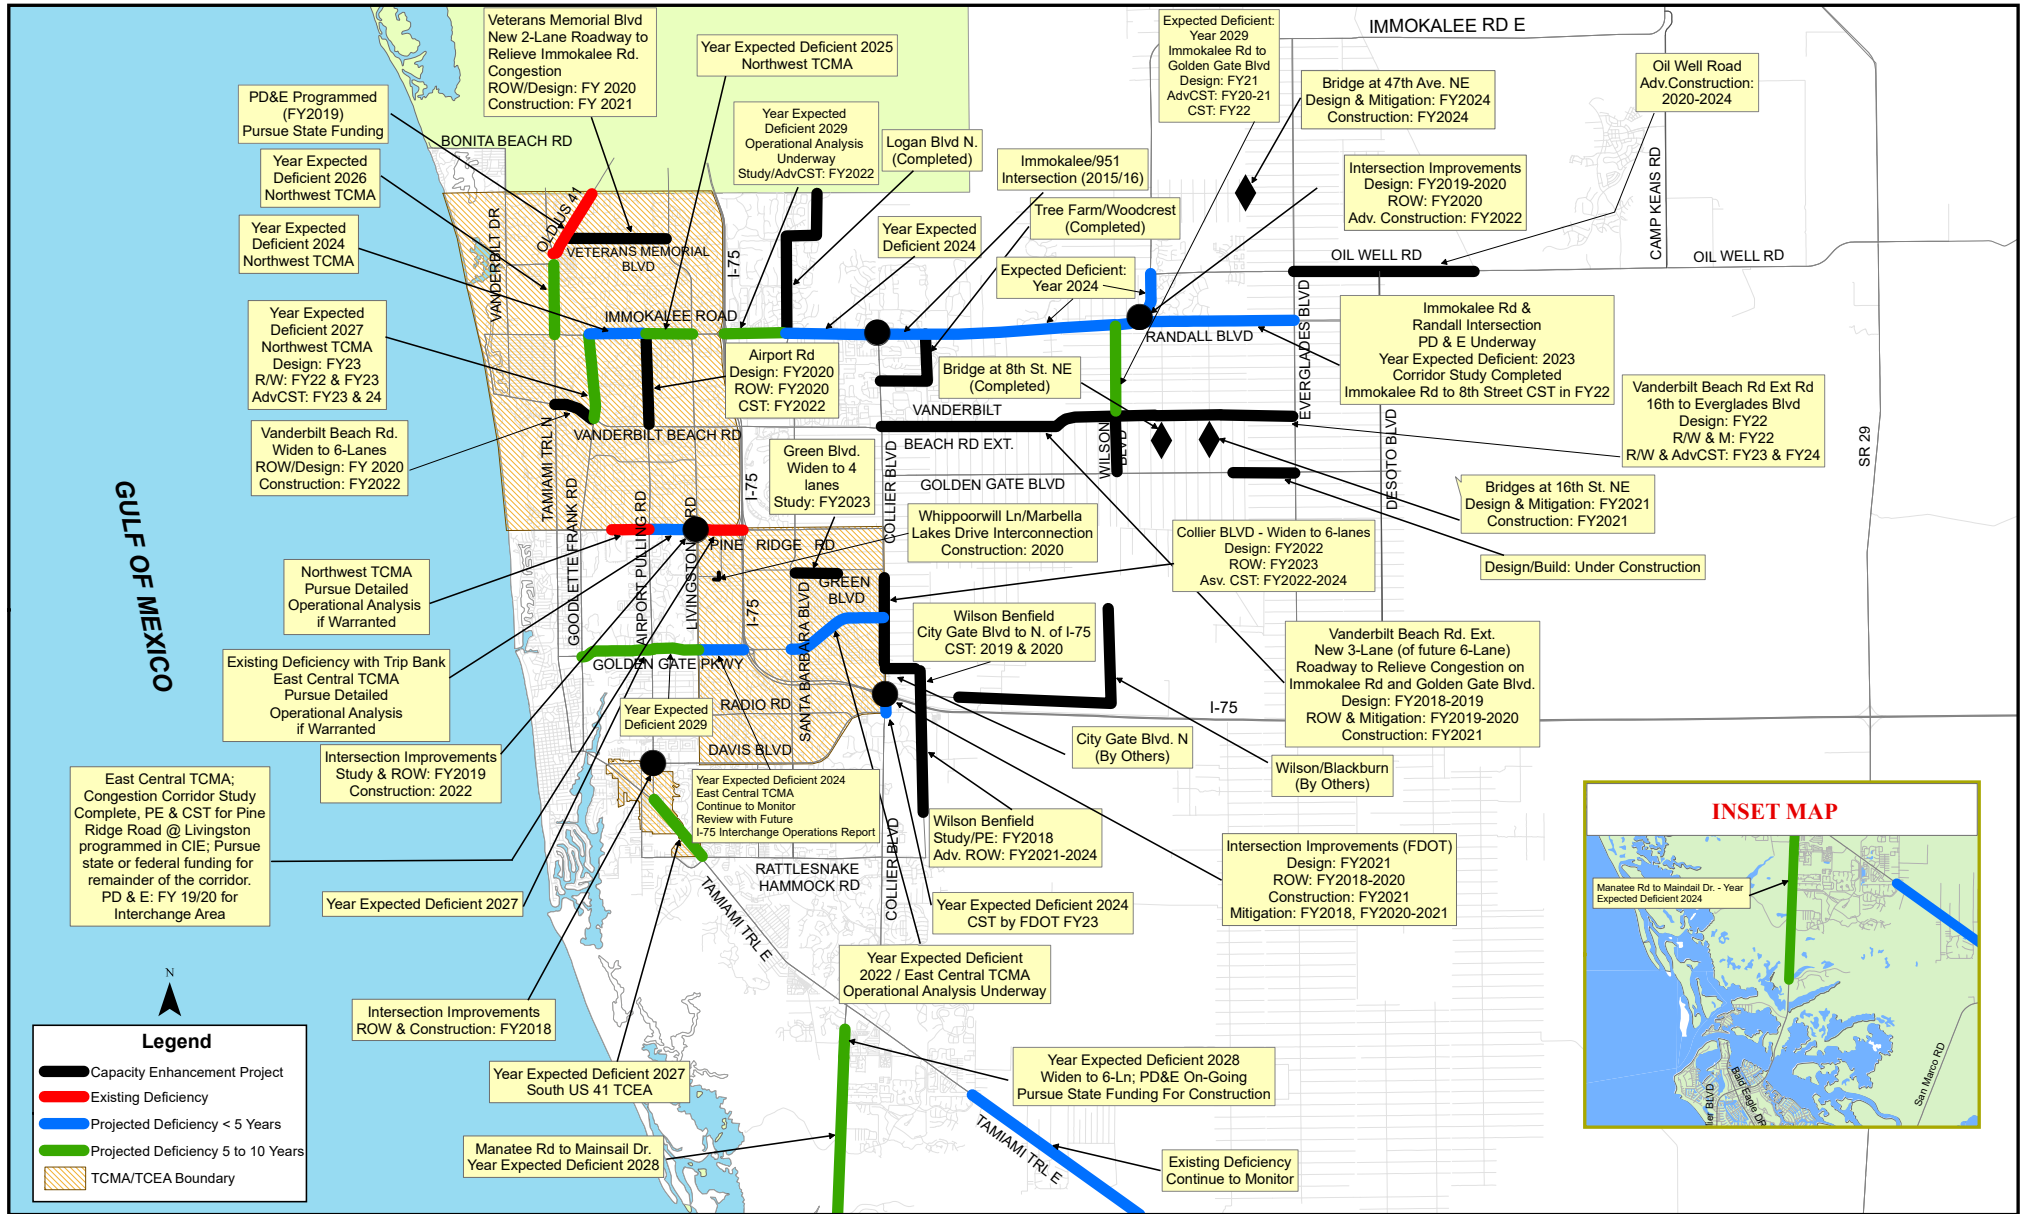 Veterans Memorial Blvd
New 2-Lane Roadway to
Relieve Immokalee Rd.
Congestion
ROW/Design: FY 2020
Construction: FY 2021
Year Expected Deficient 2025
Northwest TCMA
Expected Deficient:
Year 2029
Immokalee Rd to
Golden Gate Blvd
Design: FY21
AdvCST: FY20-21
CST: FY22
IMMOKALEE RD E
Bridge at 47th Ave. NE
Design & Mitigation: FY2024
Construction: FY2024
Oil Well Road
Adv.Construction:
2020-2024
PD&E Programmed
(FY2019)
Pursue State Funding
BONITA BEACH RD
Year Expected
Deficient 2029
Operational Analysis
Underway
Study/AdvCST: FY2022
Logan Blvd N.
(Completed)
Immokalee/951
Intersection (2015/16)
Intersection Improvements
Design: FY2019-2020
ROW: FY2020
Adv. Construction: FY2022
CAMP KEAIS RD
Year Expected
Deficient 2026
Northwest TCMA
Tree Farm/Woodcrest
(Completed)
Year Expected
Deficient 2024
Northwest TCMA
Year Expected
Deficient 2024
Expected Deficient:
Year 2024
VANDERBILT DR
OLD US 41
VETERANS MEMORIAL
BLVD
I-75
OIL WELL RD
OIL WELL RD
Year Expected
Deficient 2027
Northwest TCMA
Design: FY23
R/W: FY22 & FY23
AdvCST: FY23 & 24
IMMOKALEE ROAD
RANDALL BLVD
EVERGLADES BLVD
Immokalee Rd &
Randall Intersection
PD & E Underway
Year Expected Deficient: 2023
Corridor Study Completed
Immokalee Rd to 8th Street CST in FY22
Airport Rd
Design: FY2020
ROW: FY2020
CST: FY2022
Bridge at 8th St. NE
(Completed)
Vanderbilt Beach Rd Ext Rd
16th to Everglades Blvd
Design: FY22
R/W & M: FY22
R/W & AdvCST: FY23 & FY24
Vanderbilt Beach Rd.
Widen to 6-Lanes
ROW/Design: FY 2020
Construction: FY2022
TAMIAMI TRL N
VANDERBILT BEACH RD
VANDERBILT
BEACH RD EXT.
WILSON
BLVD
DESOTO BLVD
SR 29
Green Blvd.
Widen to 4
lanes
Study: FY2023
I-75
COLLIER BLVD
GOLDEN GATE BLVD
Bridges at 16th St. NE
Design & Mitigation: FY2021
Construction: FY2021
GULF OF MEXICO
GOODLETTE FRANK RD
AIRPORT PULLING RD
LIVINGSTON RD
PINE RIDGE RD
Whippoorwill Ln/Marbella
Lakes Drive Interconnection
Construction: 2020
Collier BLVD - Widen to 6-lanes
Design: FY2022
ROW: FY2023
Asv. CST: FY2022-2024
Design/Build: Under Construction
Northwest TCMA
Pursue Detailed
Operational Analysis
if Warranted
GREEN
BLVD
I-75
SANTA BARBARA BLVD
Wilson Benfield
City Gate Blvd to N. of I-75
CST: 2019 & 2020
Vanderbilt Beach Rd. Ext.
New 3-Lane (of future 6-Lane)
Roadway to Relieve Congestion on
Immokalee Rd and Golden Gate Blvd.
Design: FY2018-2019
ROW & Mitigation: FY2019-2020
Construction: FY2021
Existing Deficiency with Trip Bank
East Central TCMA
Pursue Detailed
Operational Analysis
if Warranted
GOLDEN GATE PKWY
Year Expected
Deficient 2029
RADIO RD
I-75
DAVIS BLVD
City Gate Blvd. N
(By Others)
Wilson/Blackburn
(By Others)
Intersection Improvements
Study & ROW: FY2019
Construction: 2022
East Central TCMA;
Congestion Corridor Study
Complete, PE & CST for Pine
Ridge Road @ Livingston
programmed in CIE; Pursue
state or federal funding for
remainder of the corridor.
PD & E: FY 19/20 for
Interchange Area
Year Expected Deficient 2024
East Central TCMA
Continue to Monitor
Review with Future
I-75 Interchange Operations Report
Wilson Benfield
Study/PE: FY2018
Adv. ROW: FY2021-2024
Intersection Improvements (FDOT)
Design: FY2021
ROW: FY2018-2020
Construction: FY2021
Mitigation: FY2018, FY2020-2021
RATTLESNAKE
HAMMOCK RD
COLLIER BLVD
Year Expected Deficient 2027
TAMIAMI TRL E
Year Expected Deficient 2024
CST by FDOT FY23
Year Expected Deficient
2022 / East Central TCMA
Operational Analysis Underway
INSET MAP
Manatee Rd to Maindail Dr. - Year
Expected Deficient 2024
San Marco RD
Bald Eagle DR
lier BLVD
N
Intersection Improvements
ROW & Construction: FY2018
Legend
Capacity Enhancement Project
Existing Deficiency
Projected Deficiency < 5 Years
Projected Deficiency 5 to 10 Years
TCMA/TCEA Boundary
Year Expected Deficient 2027
South US 41 TCEA
Year Expected Deficient 2028
Widen to 6-Ln; PD&E On-Going
Pursue State Funding For Construction
Manatee Rd to Mainsail Dr.
Year Expected Deficient 2028
TAMIAMI TRL E
Existing Deficiency
Continue to Monitor